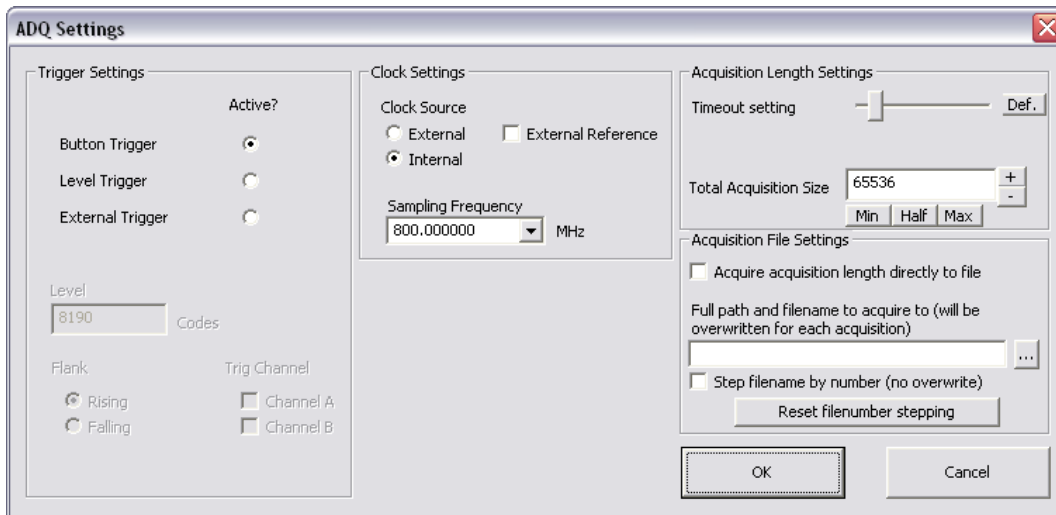 ADQ Settings
Trigger Settings
Active?
Button Trigger
Level Trigger
External Trigger
Level
8190 Codes
Flank
Rising
Falling
Trig Channel
Channel A
Channel B
Clock Settings
Clock Source
External
External Reference
Internal
Sampling Frequency
800.000000 MHz
Acquisition Length Settings
Timeout setting
Def.
Total Acquisition Size
65536
+
-
Min Half Max
Acquisition File Settings
Acquire acquisition length directly to file
Full path and filename to acquire to (will be
overwritten for each acquisition)
...
Step filename by number (no overwrite)
Reset filenumber stepping
OK
Cancel